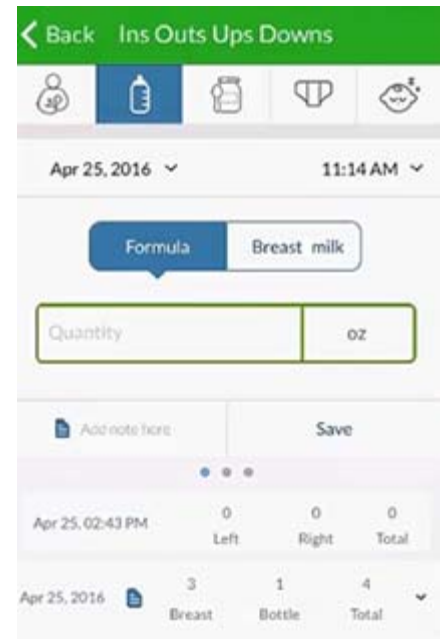 Back Ins Outs Ups Downs
Apr 25, 2016 11:14 AM
Formula Breast milk
Quantity oz
Add note here Save
Apr 25, 02:43 PM 0 0 0
Left Right Total
Apr 25, 2016 3 1 4
Breast Bottle Total